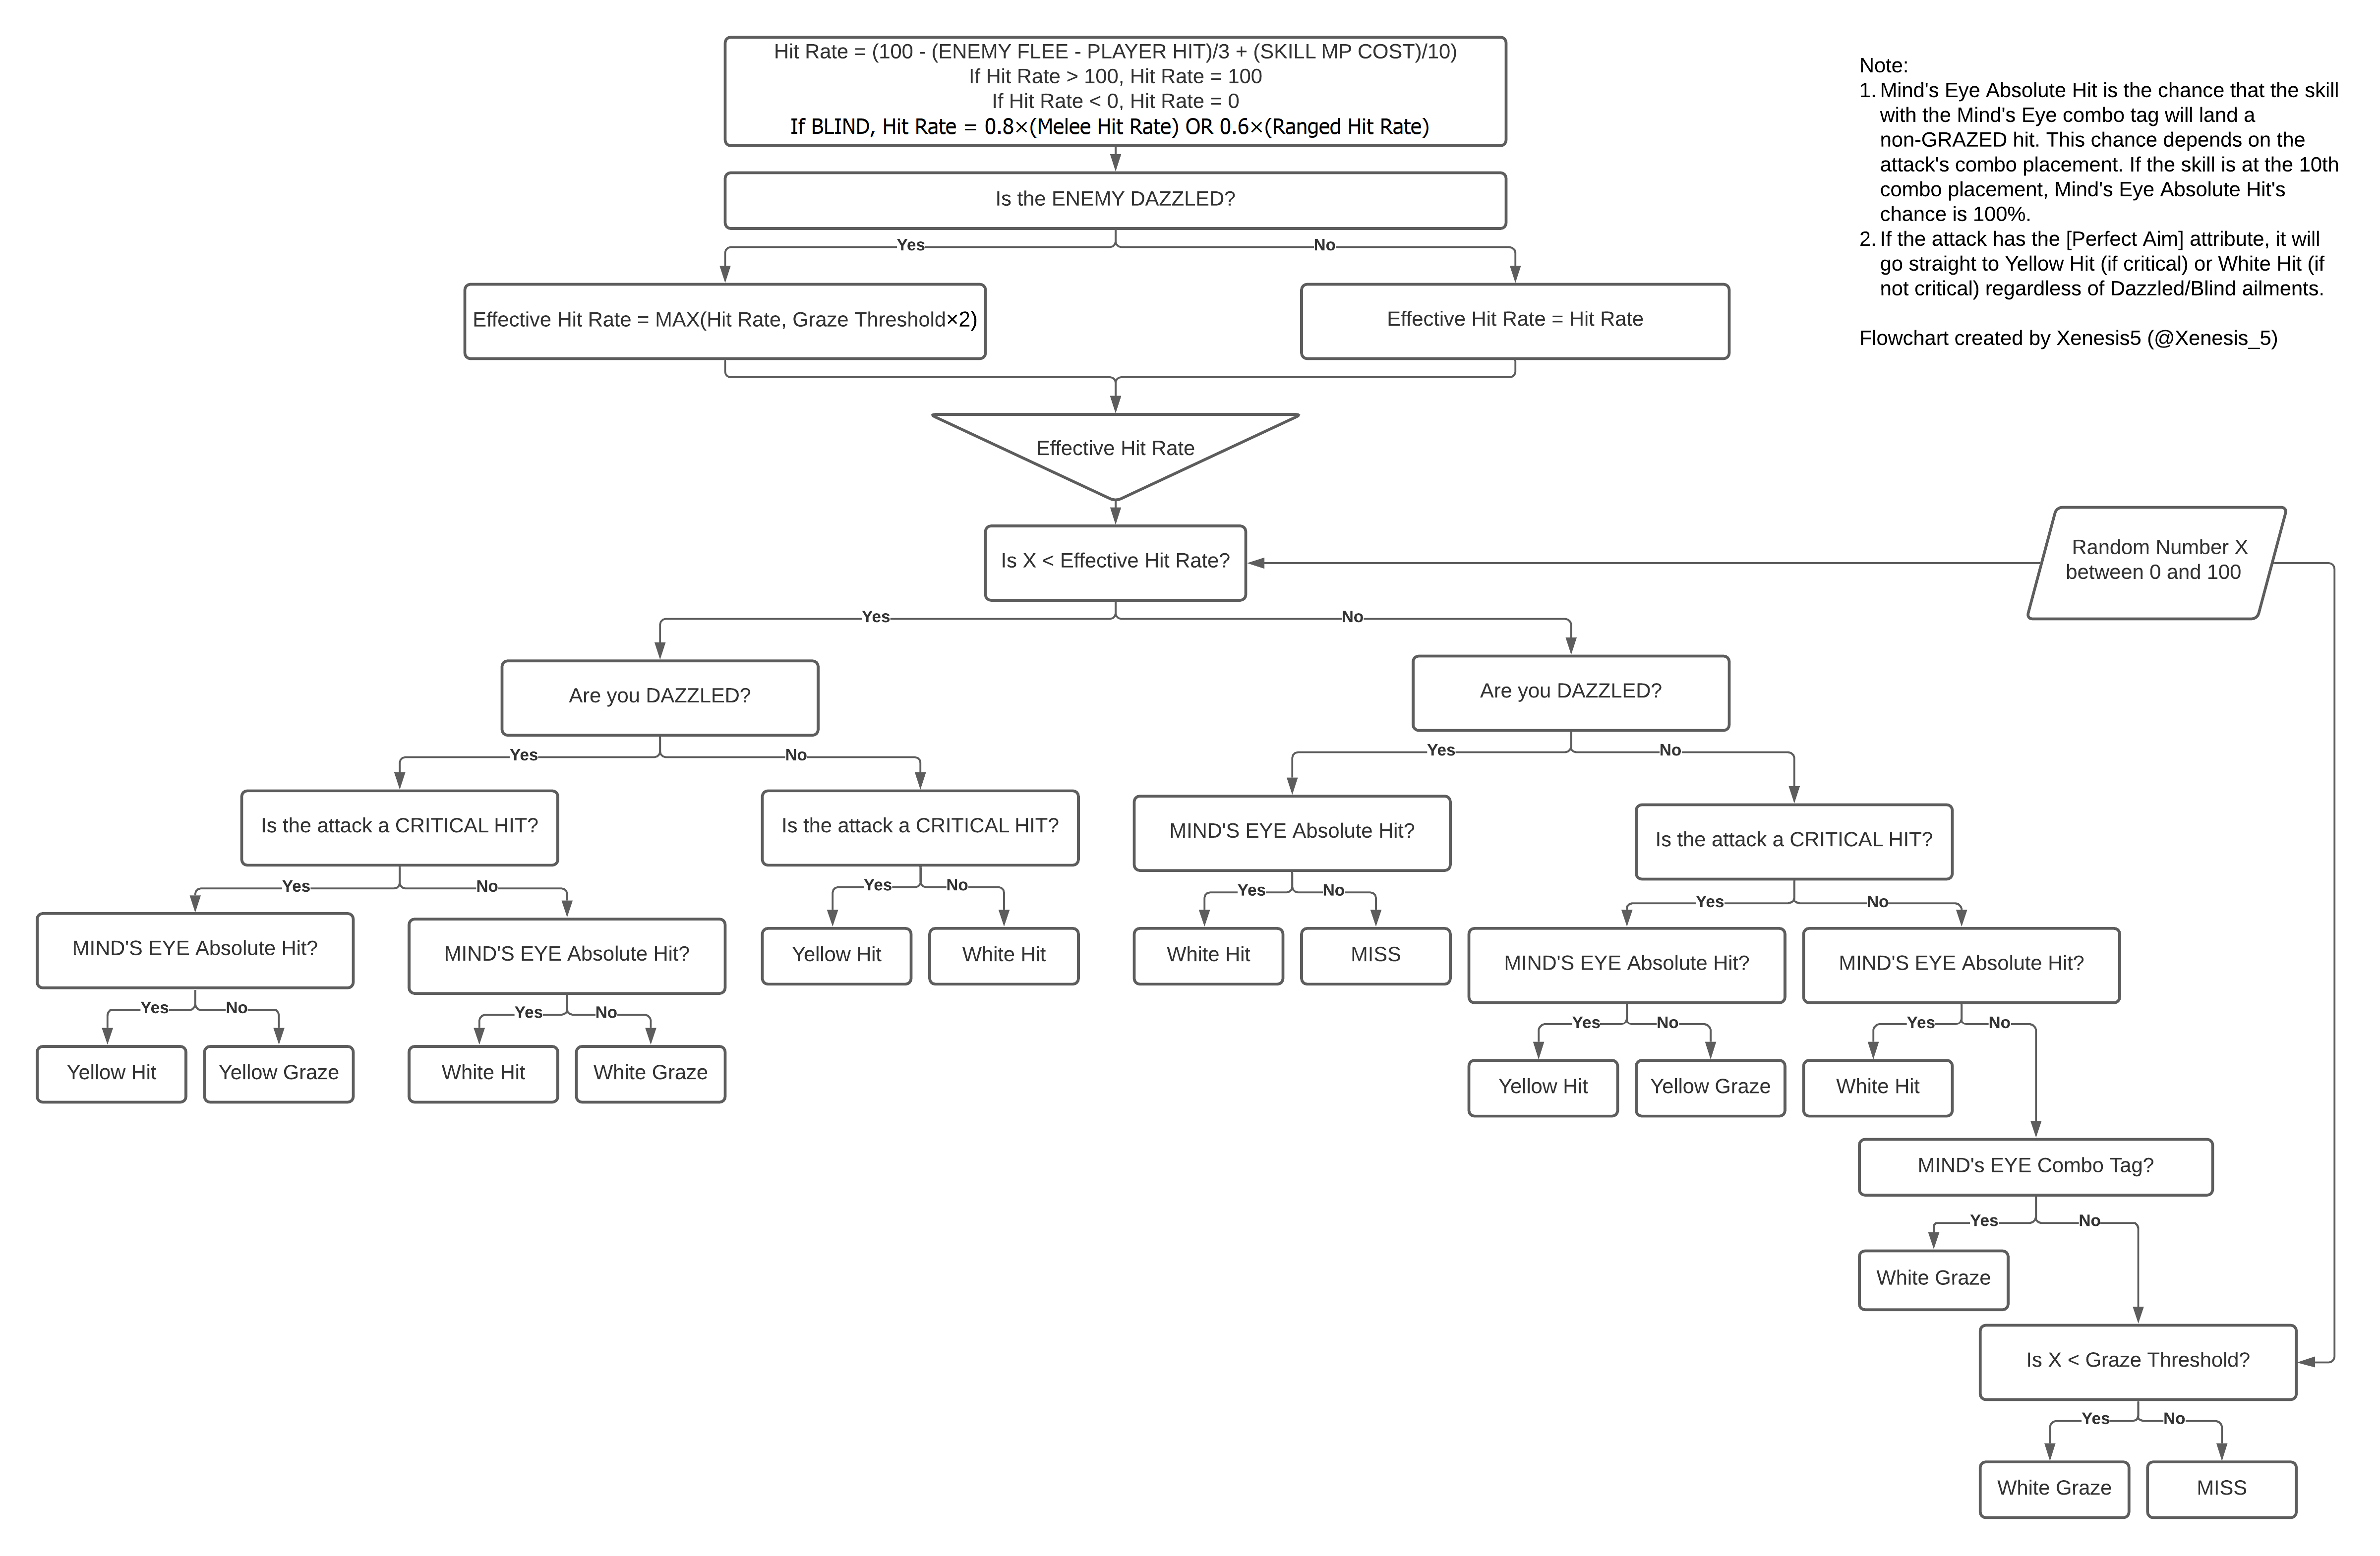 Hit Rate = (100 - (ENEMY FLEE - PLAYER HIT)/3 + (SKILL MP COST)/10)
If Hit Rate > 100, Hit Rate = 100
If Hit Rate < 0, Hit Rate = 0
If BLIND, Hit Rate = 0.8×(Melee Hit Rate) OR 0.6×(Ranged Hit Rate)
Note:
1. Mind's Eye Absolute Hit is the chance that the skill
with the Mind's Eye combo tag will land a
non-GRAZED hit. This chance depends on the
attack's combo placement. If the skill is at the 10th
combo placement, Mind's Eye Absolute Hit's
chance is 100%.
2. If the attack has the [Perfect Aim] attribute, it will
go straight to Yellow Hit (if critical) or White Hit (if
not critical) regardless of Dazzled/Blind ailments.
Flowchart created by Xenesis5 (@Xenesis_5)
Is the ENEMY DAZZLED?
Yes
No
Effective Hit Rate = MAX(Hit Rate, Graze Threshold×2)
Effective Hit Rate = Hit Rate
Effective Hit Rate
Is X < Effective Hit Rate?
Random Number X
between 0 and 100
Yes
No
Are you DAZZLED?
Are you DAZZLED?
Yes
No
Yes
No
Is the attack a CRITICAL HIT?
Is the attack a CRITICAL HIT?
MIND'S EYE Absolute Hit?
Is the attack a CRITICAL HIT?
Yes
No
Yes
No
Yes
No
Yes
No
MIND'S EYE Absolute Hit?
MIND'S EYE Absolute Hit?
Yellow Hit
White Hit
White Hit
MISS
MIND'S EYE Absolute Hit?
MIND'S EYE Absolute Hit?
Yes
No
Yes
No
Yes
No
Yes
No
Yellow Hit
Yellow Graze
White Hit
White Graze
Yellow Hit
Yellow Graze
White Hit
MIND's EYE Combo Tag?
Yes
No
White Graze
Is X < Graze Threshold?
Yes
No
White Graze
MISS